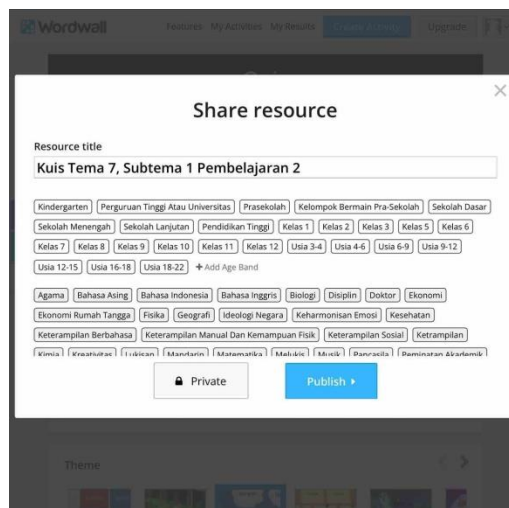 Wordwall Features My Activities My Results Create Activity Upgrade
Share resource
Resource title
Kuis Tema 7, Subtema 1 Pembelajaran 2
Kindergarten Perguruan Tinggi Atau Universitas Prasekolah Kelompok Bermain Pra-Sekolah Sekolah Dasar
Sekolah Menengah Sekolah Lanjutan Pendidikan Tinggi Kelas 1 Kelas 2 Kelas 3 Kelas 5 Kelas 6
Kelas 7 Kelas 8 Kelas 9 Kelas 10 Kelas 11 Kelas 12 Usia 3-4 Usia 4-6 Usia 6-9 Usia 9-12
Usia 12-15 Usia 16-18 Usia 18-22 + Add Age Band
Agama Bahasa Asing Bahasa Indonesia Bahasa Inggris Biologi Disiplin Doktor Ekonomi
Ekonomi Rumah Tangga Fisika Geografi Ideologi Negara Keharmonisan Emosi Kesehatan
Keterampilan Berbahasa Keterampilan Manual Dan Kemampuan Fisik Keterampilan Sosial Ketrampilan
Kimia Kreativitas Lukisan Mandarin Matematika Melukis Musik Pancasila Peminatan Akademik
Private Publish
Theme